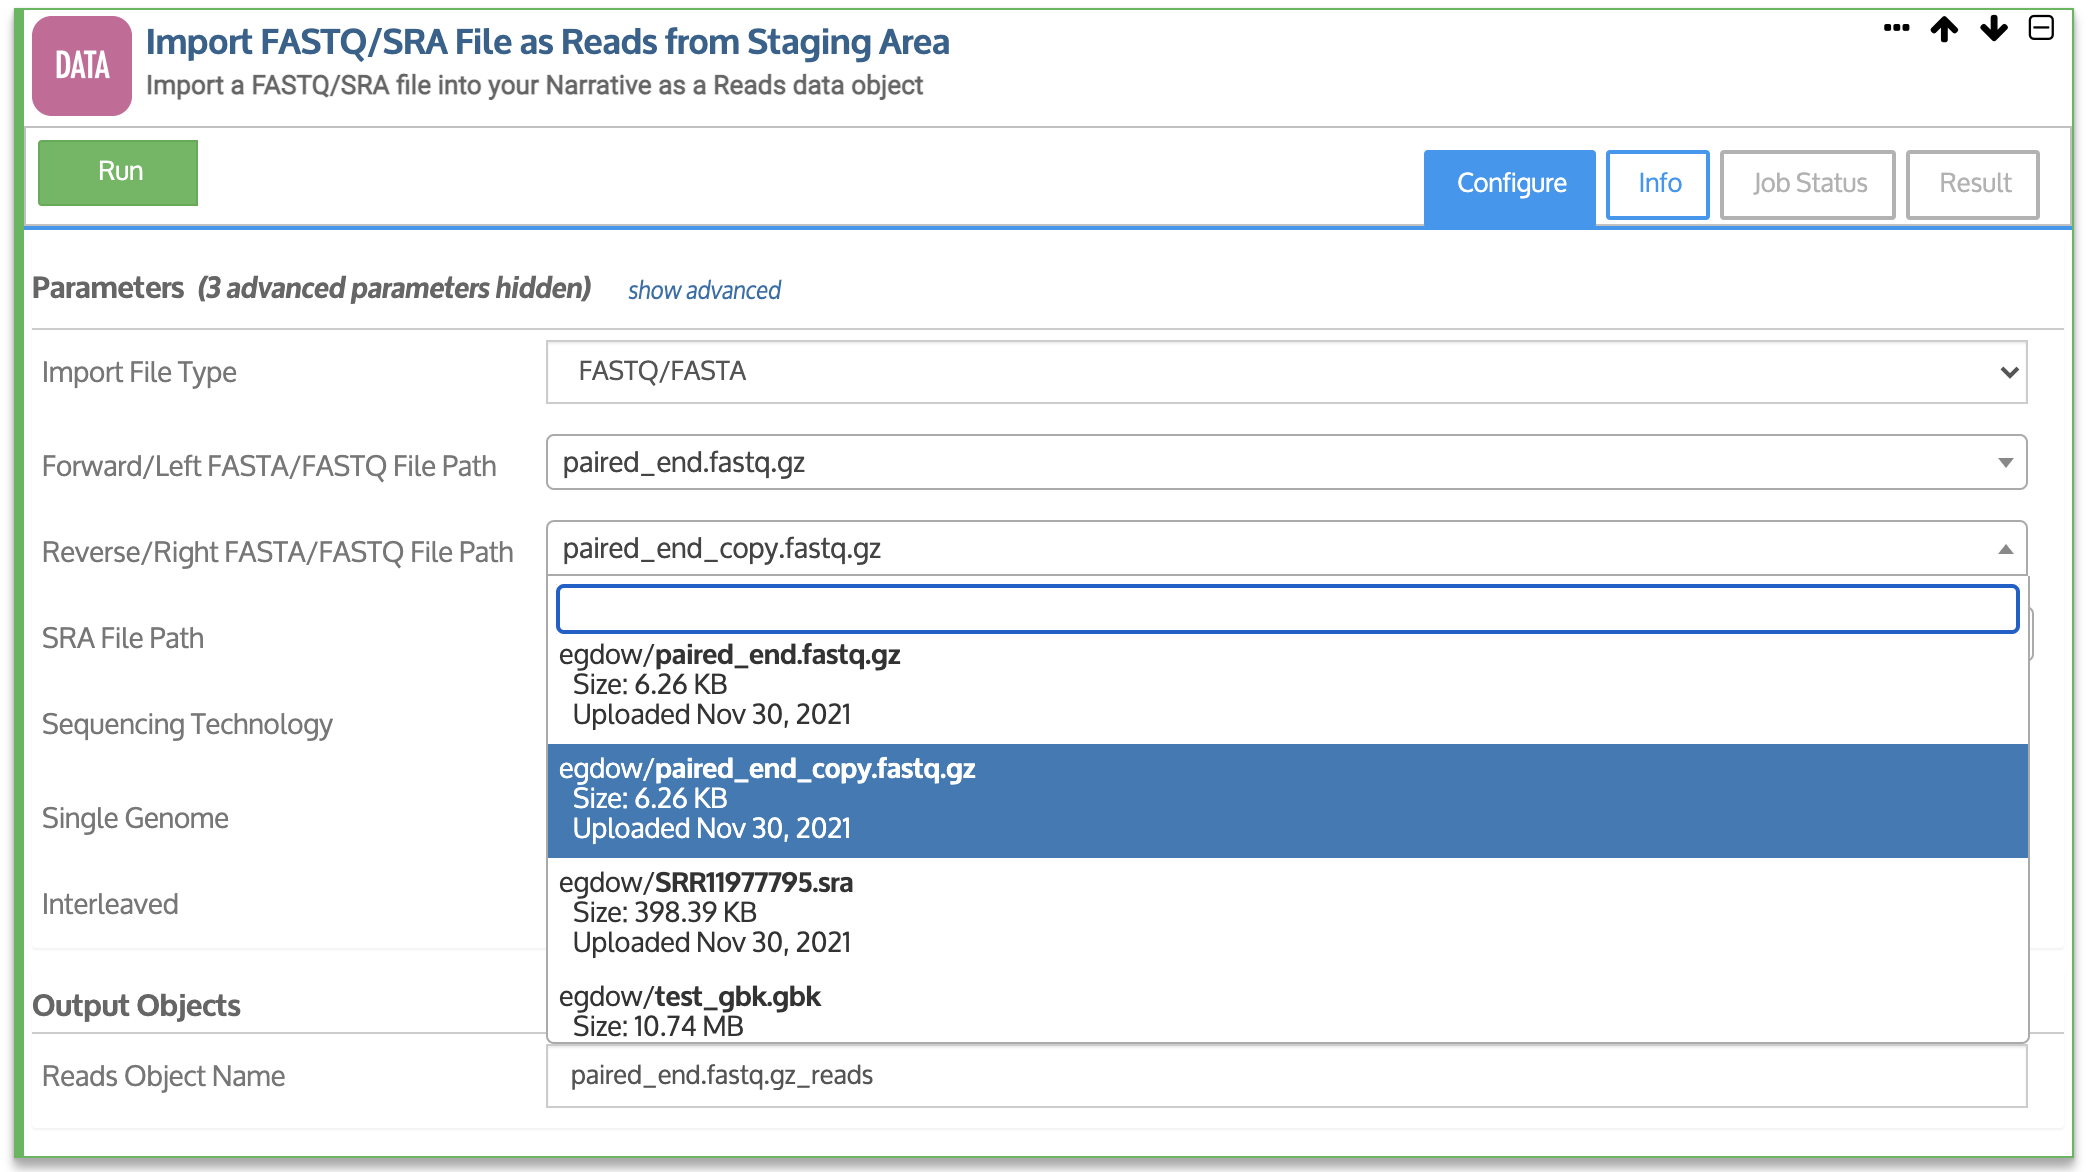 DATA
Import FASTQ/SRA File as Reads from Staging Area
Import a FASTQ/SRA file into your Narrative as a Reads data object
Run
Configure
Info
Job Status
Result
Parameters (3 advanced parameters hidden) show advanced
Import File Type
FASTQ/FASTA
Forward/Left FASTA/FASTQ File Path
paired_end.fastq.gz
Reverse/Right FASTA/FASTQ File Path
paired_end_copy.fastq.gz
egdow/paired_end.fastq.gz
Size: 6.26 KB
Uploaded Nov 30, 2021
egdow/paired_end_copy.fastq.gz
Size: 6.26 KB
Uploaded Nov 30, 2021
egdow/SRR11977795.sra
Size: 398.39 KB
Uploaded Nov 30, 2021
egdow/test_gbk.gbk
Size: 10.74 MB
SRA File Path
Sequencing Technology
Single Genome
Interleaved
Output Objects
Reads Object Name
paired_end.fastq.gz_reads